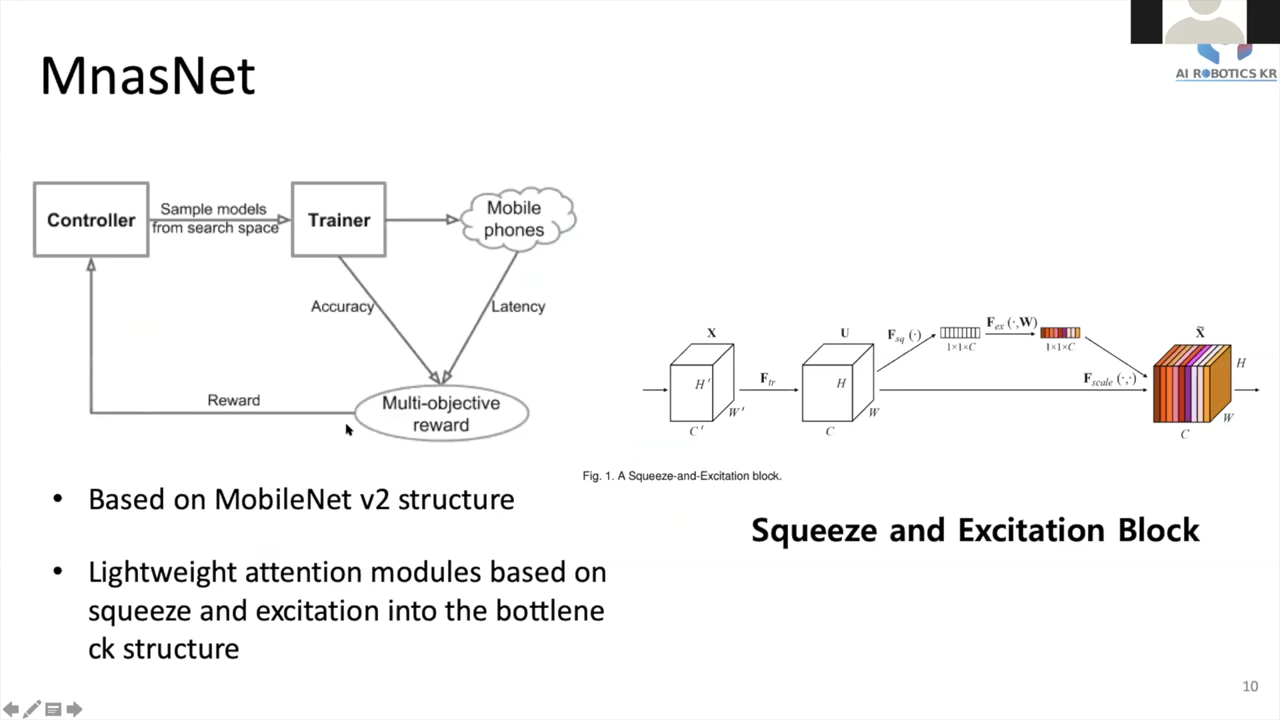 MnasNet
AI ROBOTICS KR
Controller
Sample models
from search space
Trainer
Mobile
phones
Accuracy
Latency
Reward
Multi-objective
reward
X
H'
W'
C'
F_tr
U
H
W
C
F_sq (·)
1×1×C
F_ex (·,W)
1×1×C
F_scale (·,·)
X̃
H
W
C
Fig. 1. A Squeeze-and-Excitation block.
• Based on MobileNet v2 structure
Squeeze and Excitation Block
• Lightweight attention modules based on
squeeze and excitation into the bottlene
ck structure
10